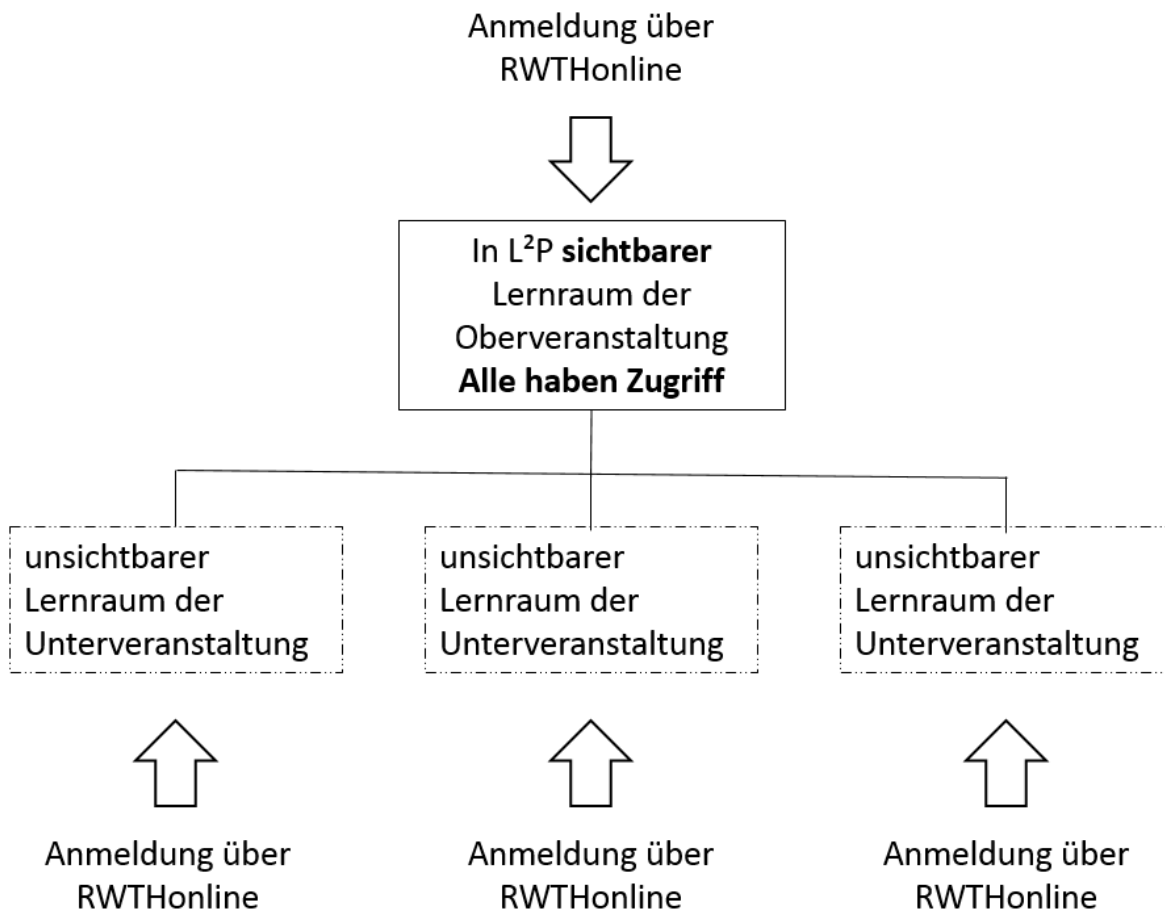 Anmeldung über
RWTHonline
In L²P sichtbarer
Lernraum der
Oberveranstaltung
Alle haben Zugriff
unsichtbarer
Lernraum der
Unterveranstaltung
unsichtbarer
Lernraum der
Unterveranstaltung
unsichtbarer
Lernraum der
Unterveranstaltung
Anmeldung über
RWTHonline
Anmeldung über
RWTHonline
Anmeldung über
RWTHonline